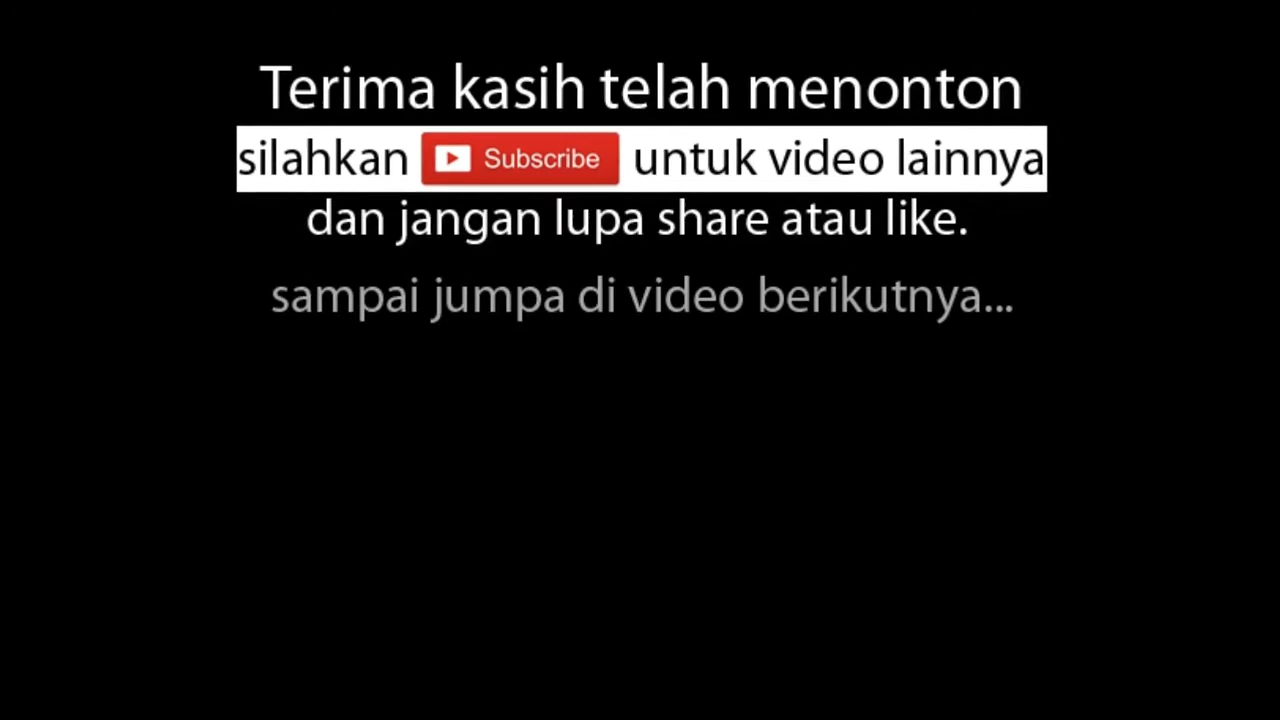 Terima kasih telah menonton
silahkan Subscribe untuk video lainnya
dan jangan lupa share atau like.
sampai jumpa di video berikutnya...